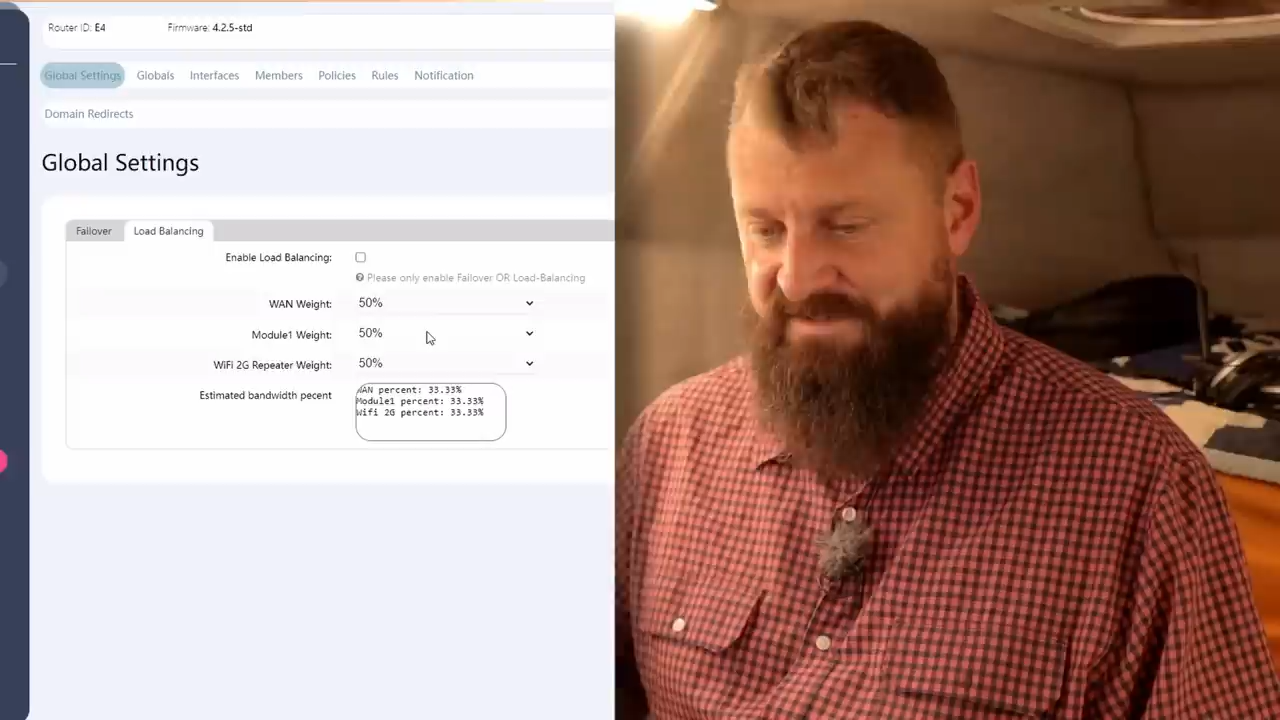 Router ID: E4 Firmware: 4.2.5-std
Global Settings Globals Interfaces Members Policies Rules Notification
Domain Redirects
Global Settings
Failover Load Balancing
Enable Load Balancing:
Please only enable Failover OR Load-Balancing
WAN Weight: 50%
Module1 Weight: 50%
WiFi 2G Repeater Weight: 50%
Estimated bandwidth pecent
WAN percent: 33.33%
Module1 percent: 33.33%
Wifi 2G percent: 33.33%